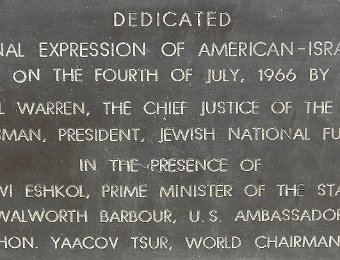 DEDICATED
NAL EXPRESSION OF AMERICAN-ISRA
ON THE FOURTH OF JULY, 1966 BY
L WARREN, THE CHIEF JUSTICE OF THE
SMAN, PRESIDENT, JEWISH NATIONAL FU
IN THE PRESENCE OF
VI ESHKOL, PRIME MINISTER OF THE STA
WALWORTH BARBOUR, U.S. AMBASSADOR
HON. YAACOV TSUR, WORLD CHAIRMAN